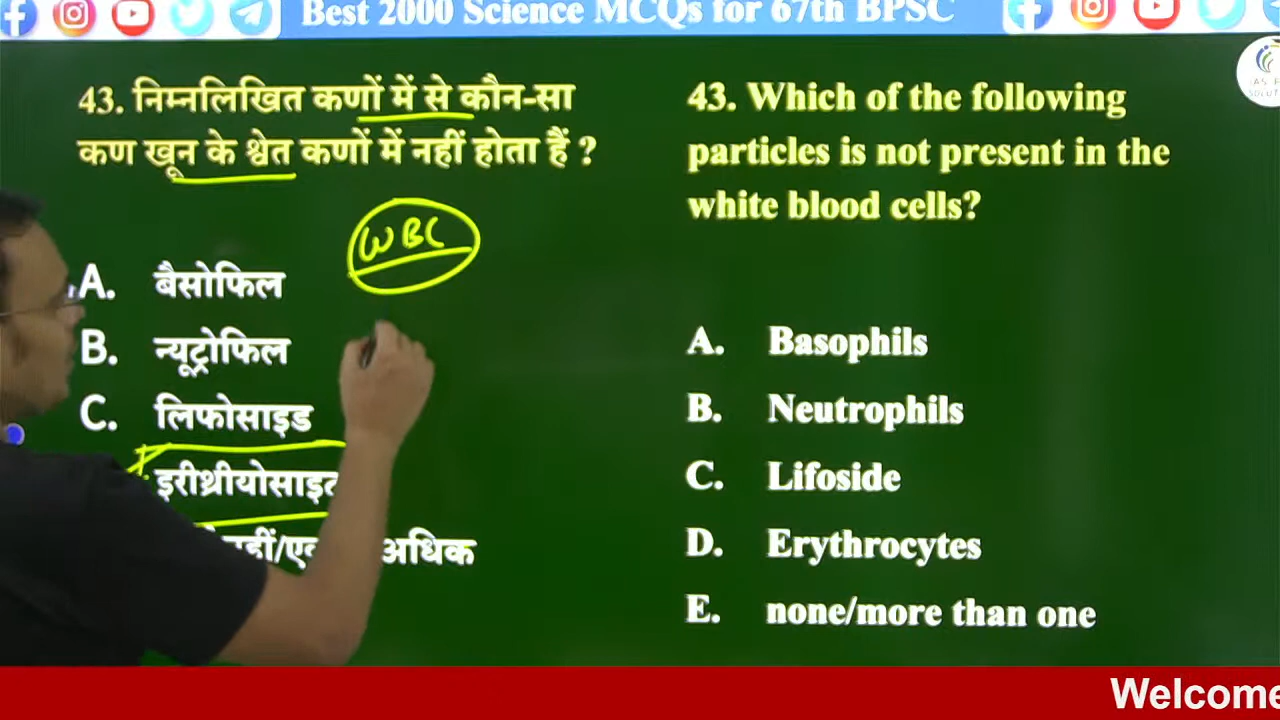 Best 2000 Science MCQs for 67th BPSC
43. निम्नलिखित कणों में से कौन-सा
कण खून के श्वेत कणों में नहीं होता हैं ?
WBC
A. बैसोफिल
B. न्यूट्रोफिल
C. लिफोसाइड
इरीथ्रीयोसाइट
अधिक
43. Which of the following
particles is not present in the
white blood cells?
A. Basophils
B. Neutrophils
C. Lifoside
D. Erythrocytes
E. none/more than one
Welcome